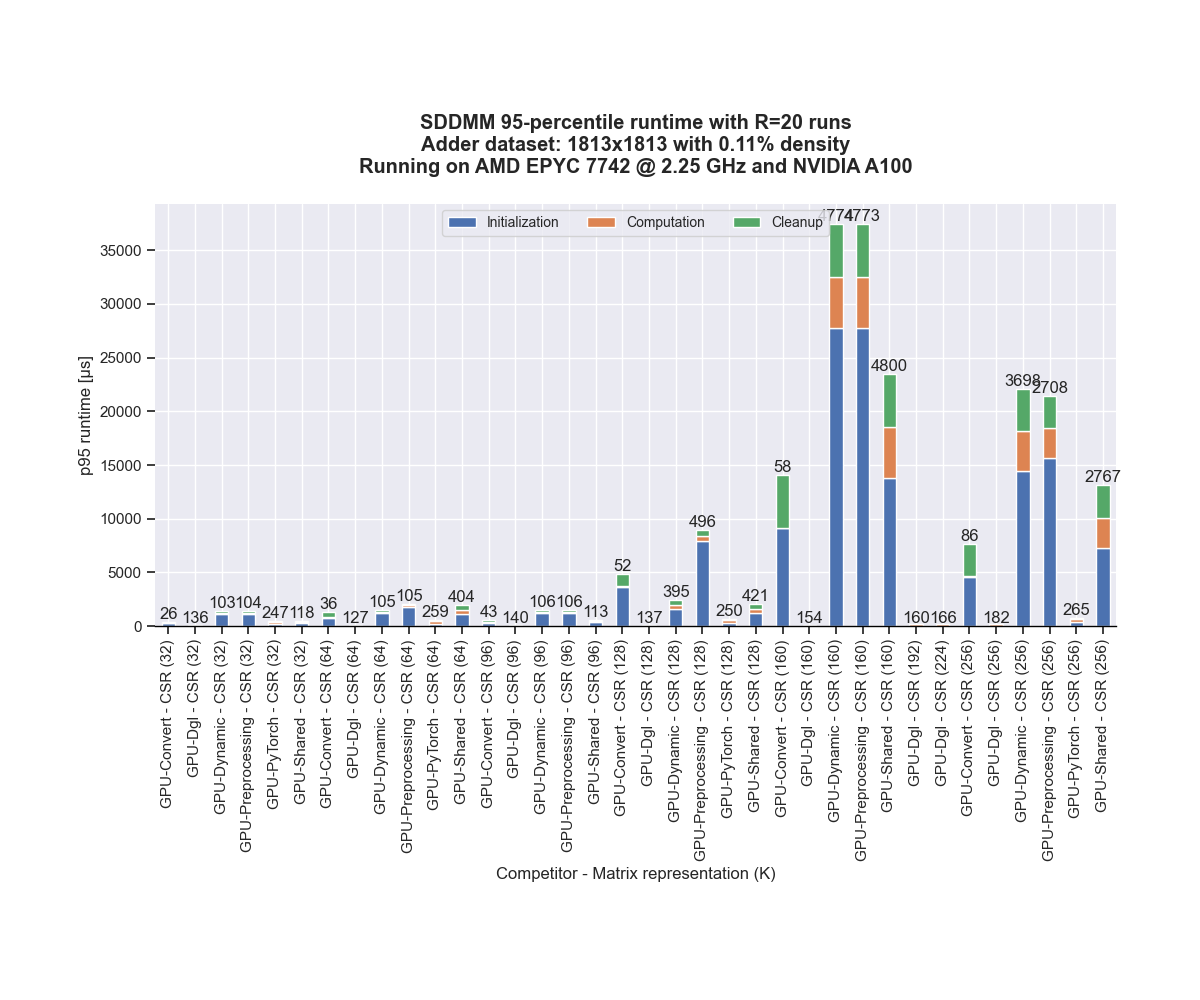 SDDMM 95-percentile runtime with R=20 runs
Adder dataset: 1813x1813 with 0.11% density
Running on AMD EPYC 7742 @ 2.25 GHz and NVIDIA A100
Initialization
Computation
Cleanup
p95 runtime [µs]
35000
30000
25000
20000
15000
10000
5000
0
26
136
103
104
247
118
36
127
105
105
259
404
43
140
106
106
113
52
137
395
496
250
421
58
154
4774
4773
4800
160
166
86
182
3698
2708
265
2767
GPU-Convert - CSR (32)
GPU-Dgl - CSR (32)
GPU-Dynamic - CSR (32)
GPU-Preprocessing - CSR (32)
GPU-PyTorch - CSR (32)
GPU-Shared - CSR (32)
GPU-Convert - CSR (64)
GPU-Dgl - CSR (64)
GPU-Dynamic - CSR (64)
GPU-Preprocessing - CSR (64)
GPU-PyTorch - CSR (64)
GPU-Shared - CSR (64)
GPU-Convert - CSR (96)
GPU-Dgl - CSR (96)
GPU-Dynamic - CSR (96)
GPU-Preprocessing - CSR (96)
GPU-Shared - CSR (96)
GPU-Convert - CSR (128)
GPU-Dgl - CSR (128)
GPU-Dynamic - CSR (128)
GPU-Preprocessing - CSR (128)
GPU-PyTorch - CSR (128)
GPU-Shared - CSR (128)
GPU-Convert - CSR (160)
GPU-Dgl - CSR (160)
GPU-Dynamic - CSR (160)
GPU-Preprocessing - CSR (160)
GPU-Shared - CSR (160)
GPU-Dgl - CSR (192)
GPU-Dgl - CSR (224)
GPU-Convert - CSR (256)
GPU-Dgl - CSR (256)
GPU-Dynamic - CSR (256)
GPU-Preprocessing - CSR (256)
GPU-PyTorch - CSR (256)
GPU-Shared - CSR (256)
Competitor - Matrix representation (K)